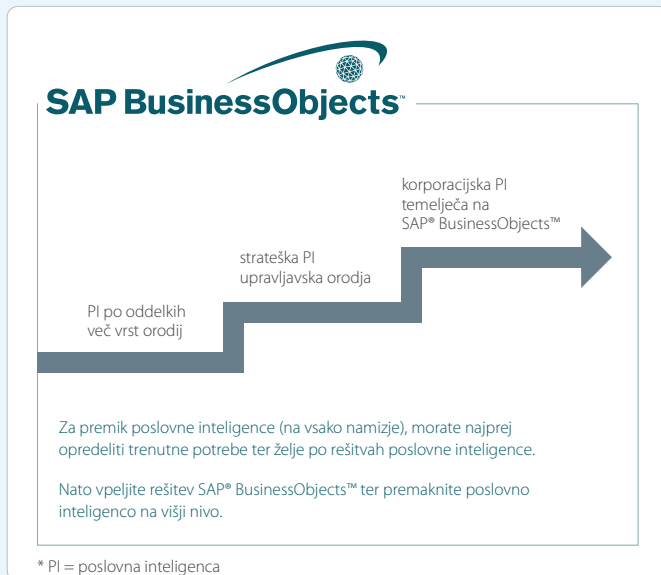 SAP BusinessObjects™
korporacijska PI
temelječa na
SAP® BusinessObjects™
strateška PI
upravljavska orodja
PI po oddelkih
več vrst orodij
Za premik poslovne inteligence (na vsako namizje), morate najprej
opredeliti trenutne potrebe ter želje po rešitvah poslovne inteligence.
Nato vpeljite rešitev SAP® BusinessObjects™ ter premaknite poslovno
inteligenco na višji nivo.
* PI = poslovna inteligenca